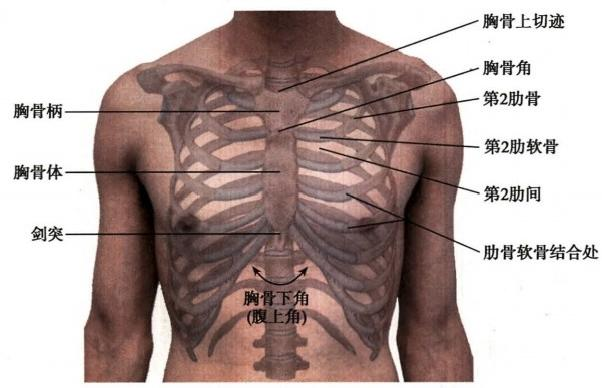 胸骨上切迹
胸骨角
第2肋骨
胸骨柄
第2肋软骨
胸骨体
第2肋间
剑突
肋骨软骨结合处
胸骨下角
(腹上角)